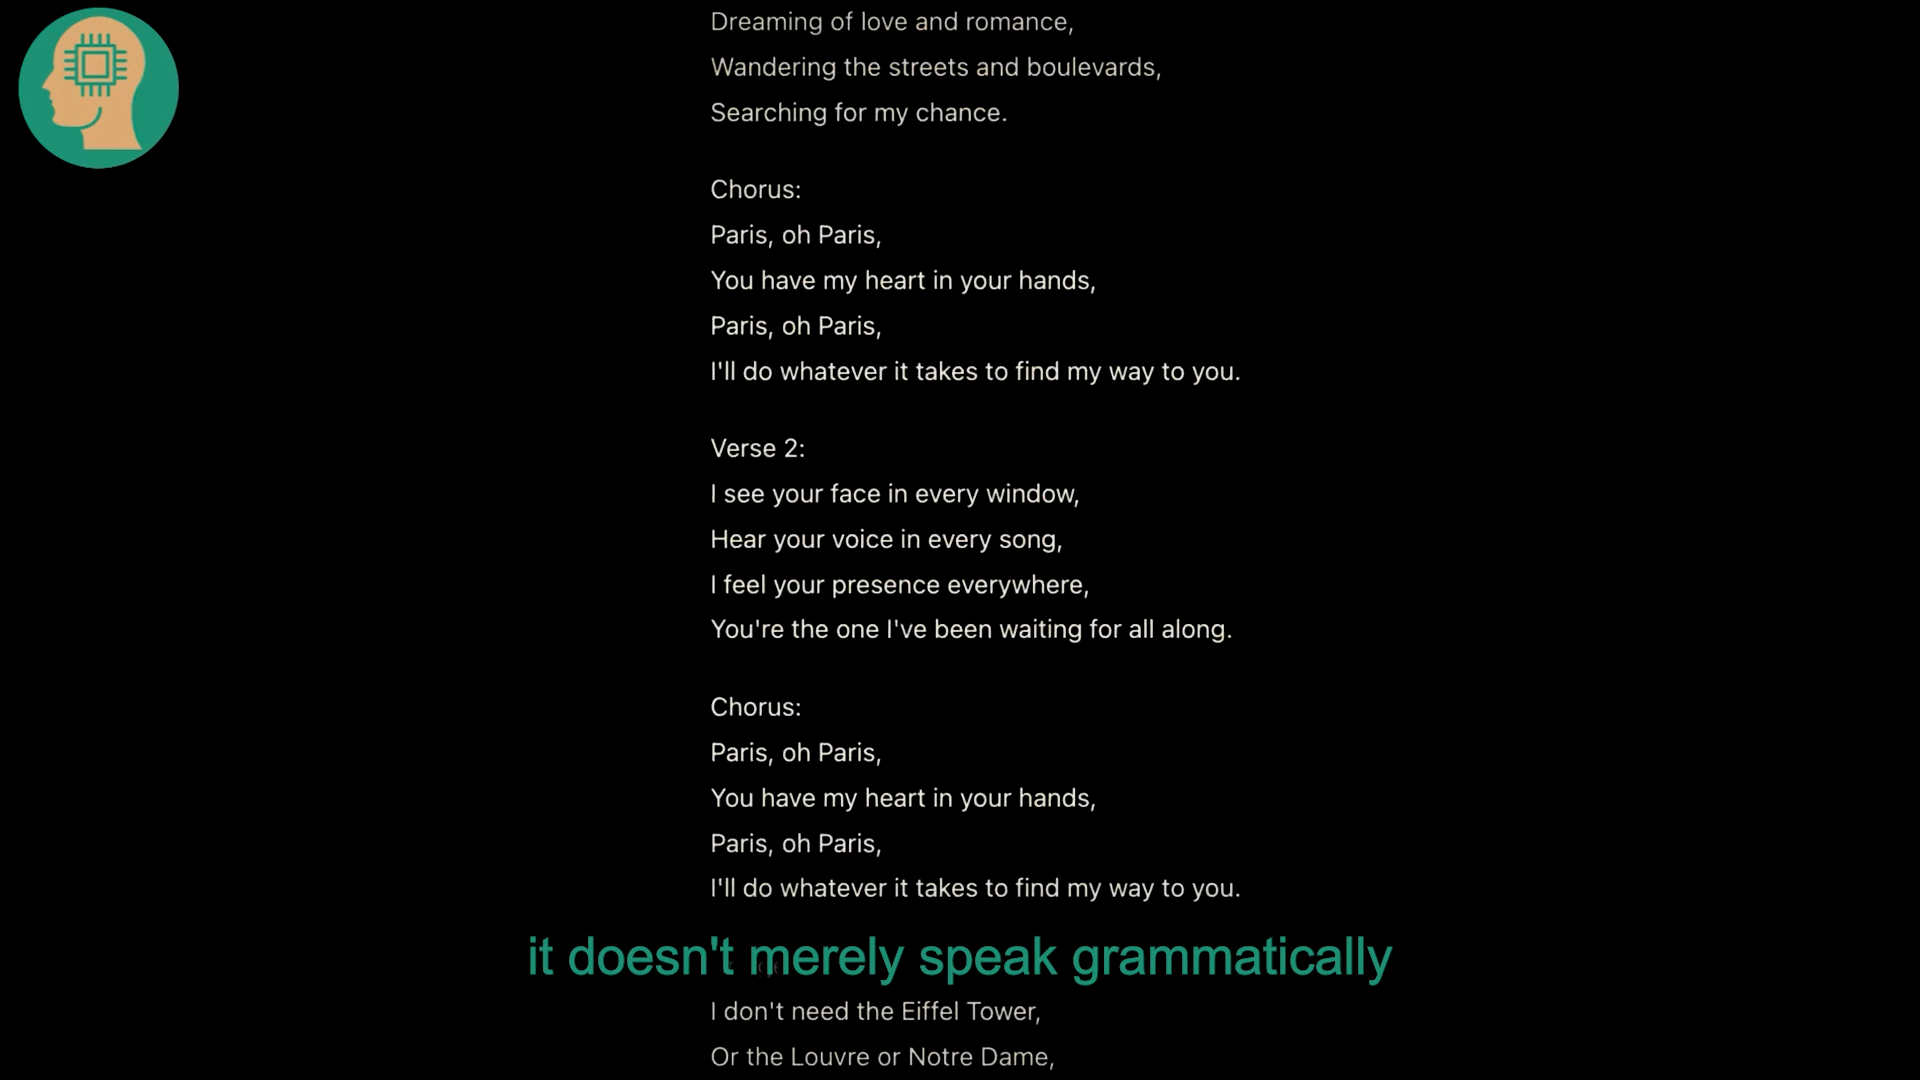 Dreaming of love and romance,
Wandering the streets and boulevards,
Searching for my chance.
Chorus:
Paris, oh Paris,
You have my heart in your hands,
Paris, oh Paris,
I'll do whatever it takes to find my way to you.
Verse 2:
I see your face in every window,
Hear your voice in every song,
I feel your presence everywhere,
You're the one I've been waiting for all along.
Chorus:
Paris, oh Paris,
You have my heart in your hands,
Paris, oh Paris,
I'll do whatever it takes to find my way to you.
it doesn't merely speak grammatically
I don't need the Eiffel Tower,
Or the Louvre or Notre Dame,